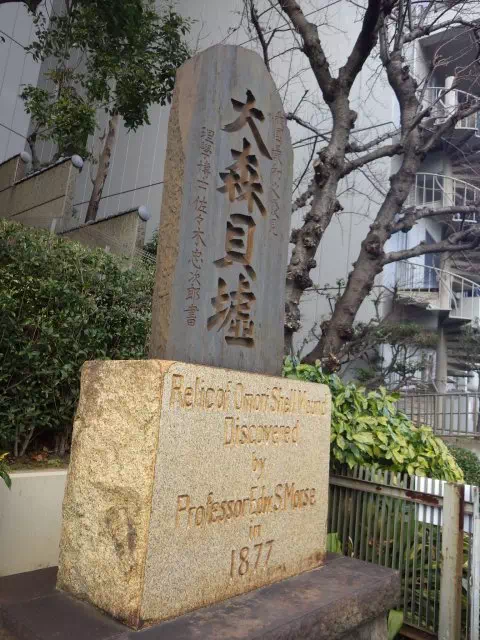 大森貝墟
理學博士佐々木忠次郎書
Relic of Omori Shell Mound
Discovered
by
Professor Edw. S. Morse
in
1877